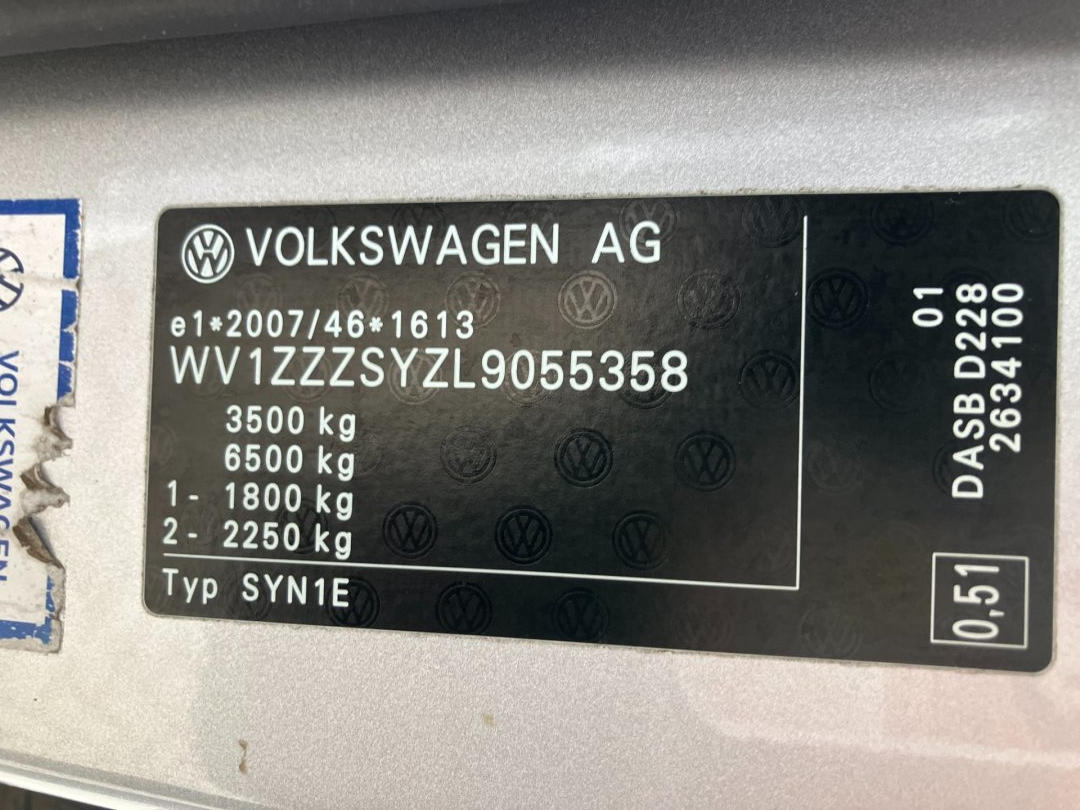 VOLKSWAGEN AG
e1*2007/46*1613
WV1ZZZSYZL9055358
3500 kg
6500 kg
1- 1800 kg
2- 2250 kg
Typ SYN1E
01
DASB D228
26341100
0,51
VOLKSWAGEN